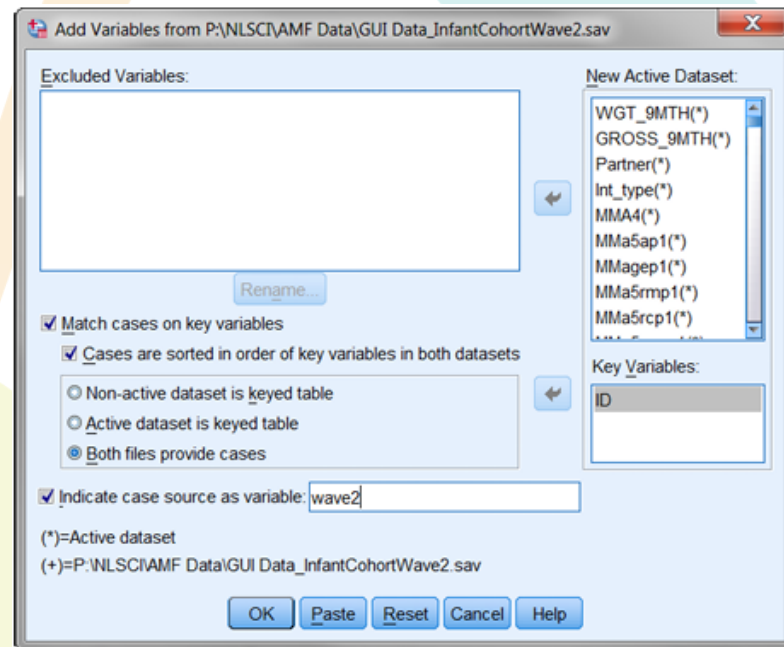 Add Variables from P:\NLSCI\AMF Data\GUI Data_InfantCohortWave2.sav
Excluded Variables:
New Active Dataset:
WGT_9MTH(*)
GROSS_9MTH(*)
Partner(*)
Int_type(*)
MMA4(*)
MMa5ap1(*)
MMagep1(*)
MMa5rmp1(*)
MMa5rcp1(*)
Rename...
Match cases on key variables
Cases are sorted in order of key variables in both datasets
Non-active dataset is keyed table
Active dataset is keyed table
Both files provide cases
Key Variables:
ID
Indicate case source as variable: wave2
(*)=Active dataset
(+)=P:\NLSCI\AMF Data\GUI Data_InfantCohortWave2.sav
OK Paste Reset Cancel Help